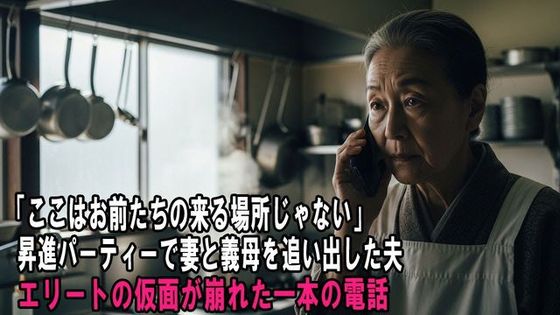 「ここはお前たちの来る場所じゃない」
昇進パーティーで妻と義母を追い出した夫
エリートの仮面が崩れた一本の電話